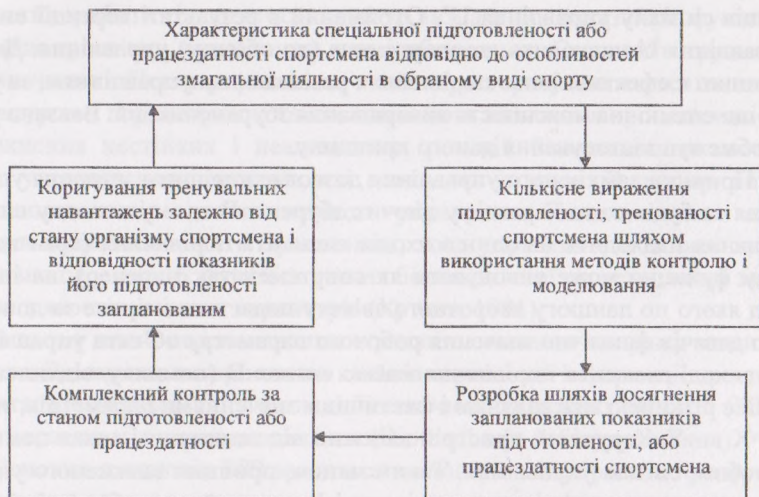 Характеристика спеціальної підготовленості або
працездатності спортсмена відповідно до особливостей
змагальної діяльності в обраному виді спорту
Коригування тренувальних
навантажень залежно від
стану організму спортсмена і
відповідності показників
його підготовленості
запланованим
Кількісне вираження
підготовленості, тренованості
спортсмена шляхом
використання методів контролю і
моделювання
Комплексний контроль за
станом підготовленості або
працездатності
Розробка шляхів досягнення
запланованих показників
підготовленості, або
працездатності спортсмена